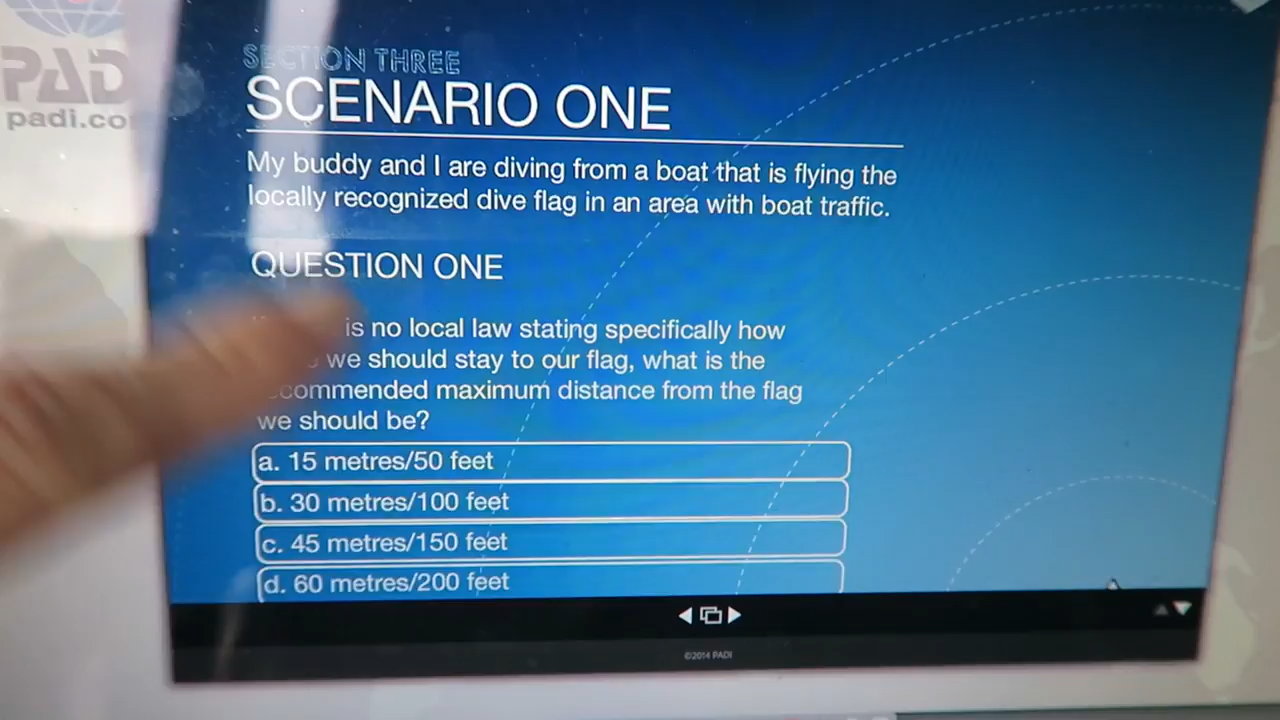 PAD
padi.co
SECTION THREE
SCENARIO ONE
My buddy and I are diving from a boat that is flying the
locally recognized dive flag in an area with boat traffic.
QUESTION ONE
is no local law stating specifically how
we should stay to our flag, what is the
commended maximum distance from the flag
we should be?
a. 15 metres/50 feet
b. 30 metres/100 feet
c. 45 metres/150 feet
d. 60 metres/200 feet
©2014 PADI